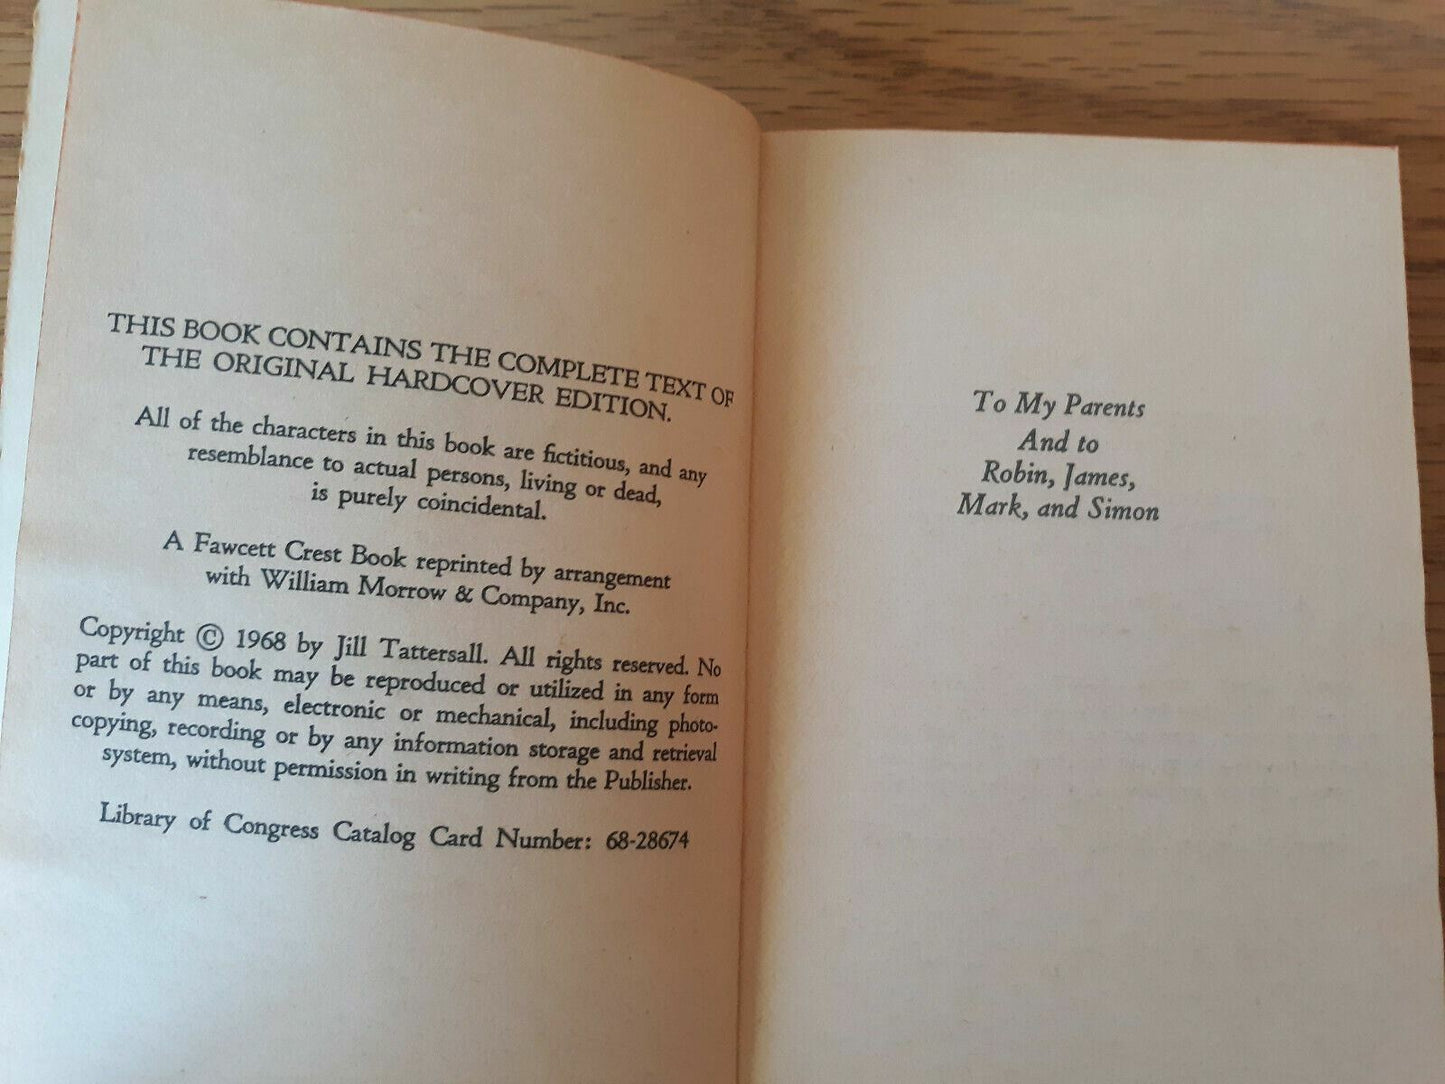 THIS BOOK CONTAINS THE COMPLETE TEXT OF
THE ORIGINAL HARDCOVER EDITION.
All of the characters in this book are fictitious, and any
resemblance to actual persons, living or dead,
is purely coincidental.
A Fawcett Crest Book reprinted by arrangement
with William Morrow & Company, Inc.
Copyright © 1968 by Jill Tattersall. All rights reserved. No
part of this book may be reproduced or utilized in any form
or by any means, electronic or mechanical, including photo-
copying, recording or by any information storage and retrieval
system, without permission in writing from the Publisher.
Library of Congress Catalog Card Number: 68-28674
To My Parents
And to
Robin, James,
Mark, and Simon